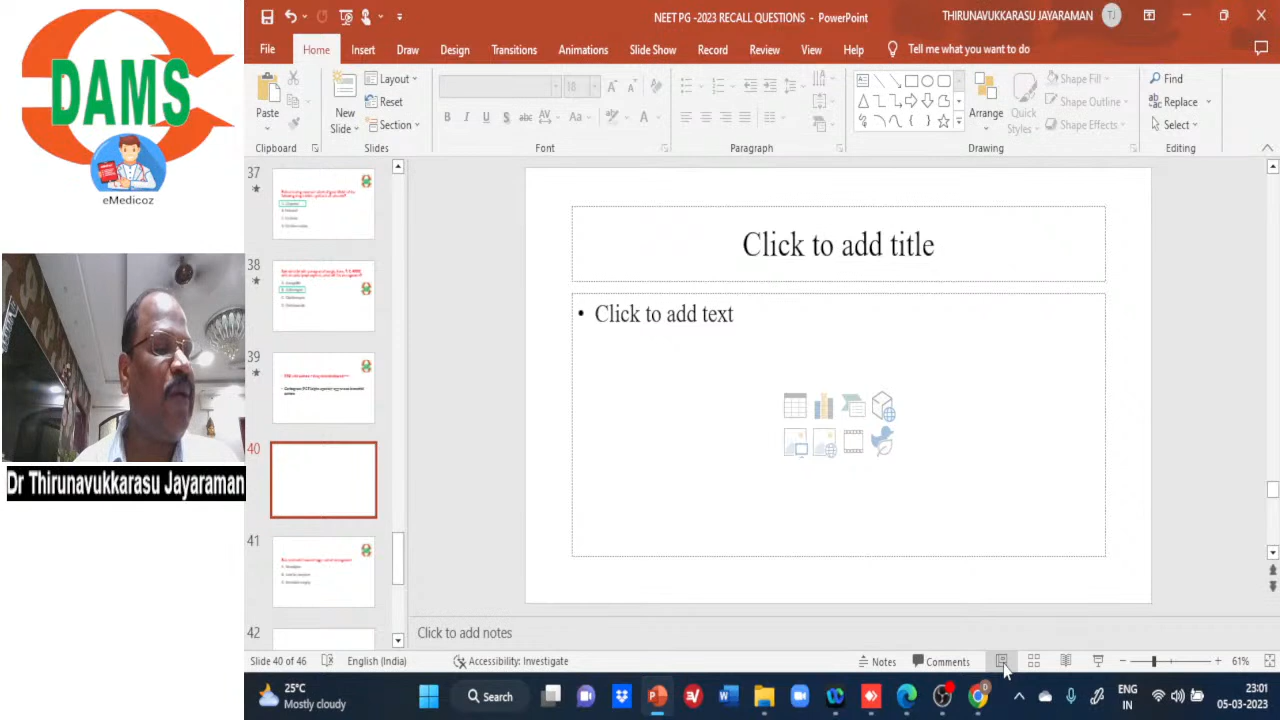 DAMS
eMedicoz
Dr Thirunavukkarasu Jayaraman
NEET PG -2023 RECALL QUESTIONS - PowerPoint
THIRUNAVUKKARASU JAYARAMAN
TJ
File
Home
Insert
Draw
Design
Transitions
Animations
Slide Show
Record
Review
View
Help
Tell me what you want to do
Paste
Clipboard
New
Slide
Layout
Reset
Section
Slides
18
Font
Paragraph
Arrange
Quick
Styles
Shape Fill
Shape Outline
Shape Effects
Drawing
Find
Replace
Select
Editing
37
38
39
40
41
42
Click to add title
• Click to add text
Click to add notes
Slide 40 of 46
English (India)
Accessibility: Investigate
Notes
Comments
61%
25°C
Mostly cloudy
Search
ENG
IN
23:01
05-03-2023